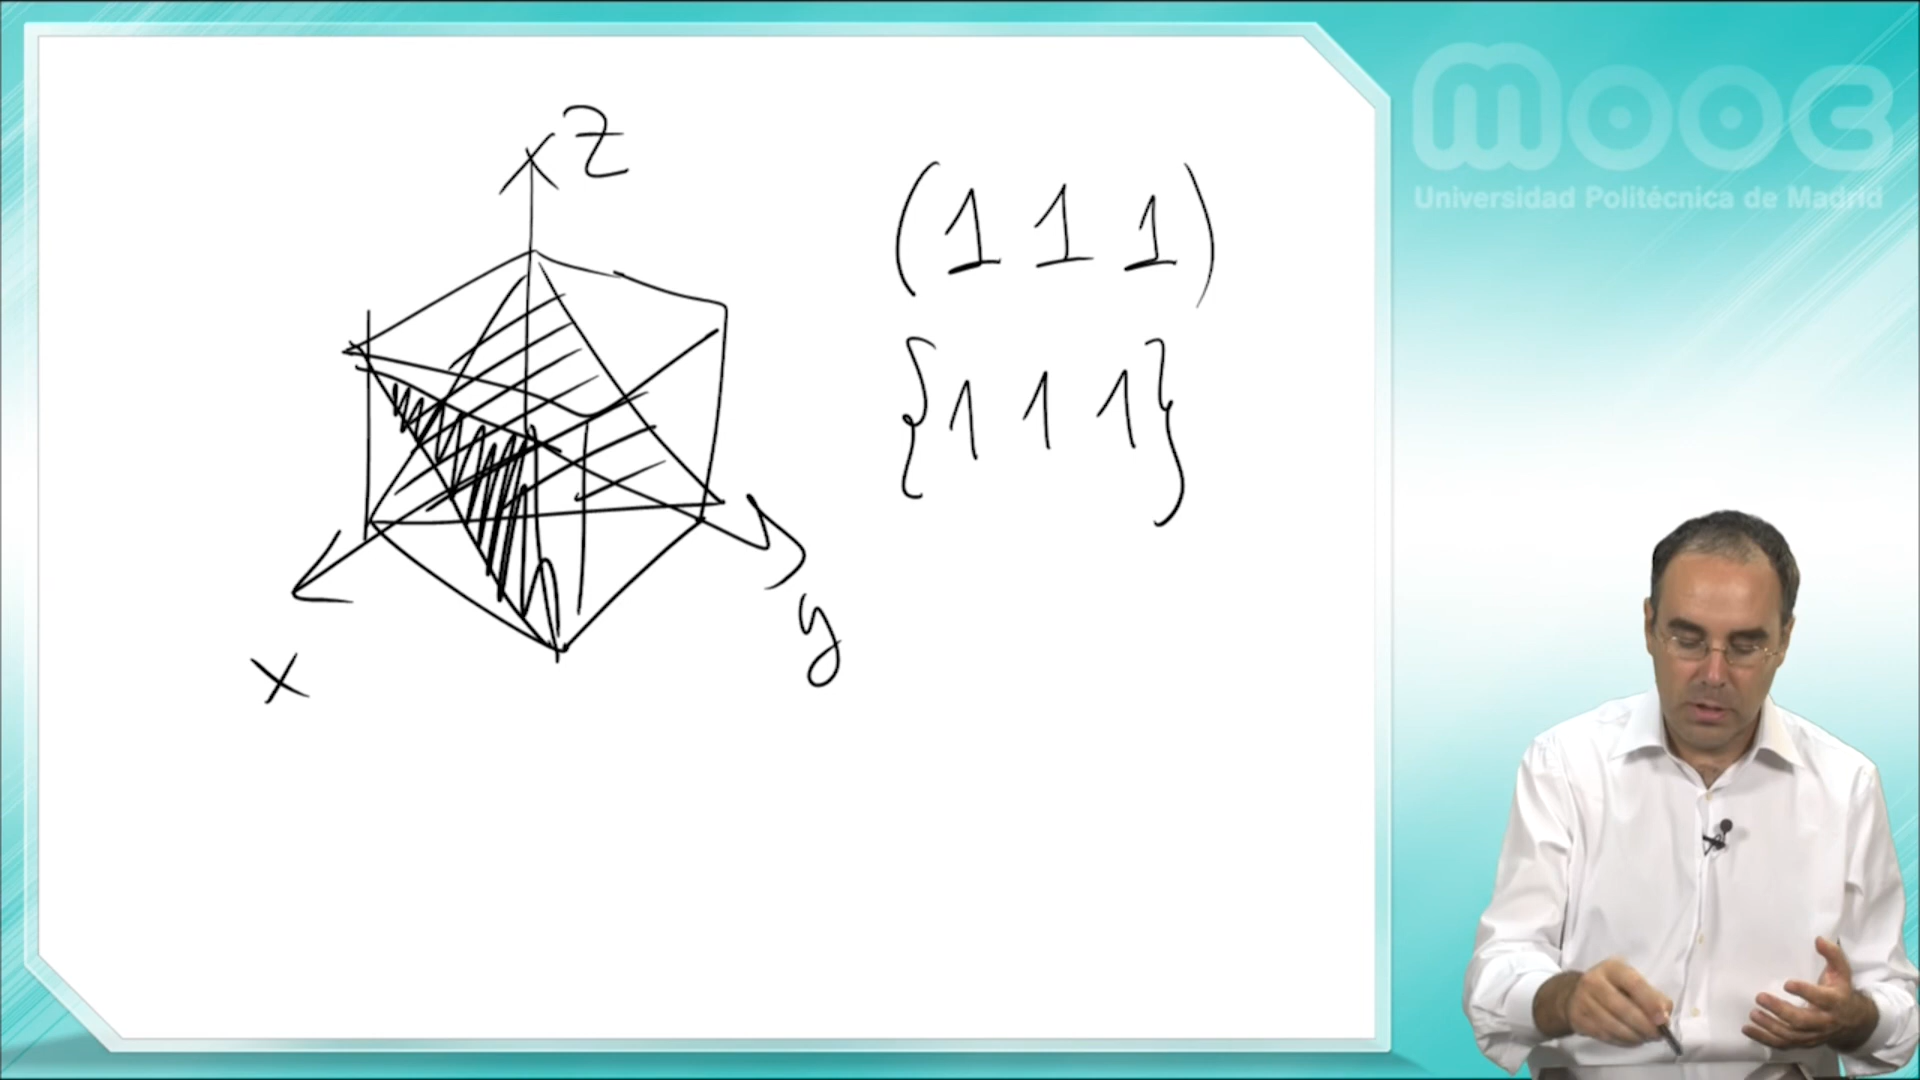 mooc
Universidad Politécnica de Madrid
z
(1 1 1)
{1 1 1}
x
y